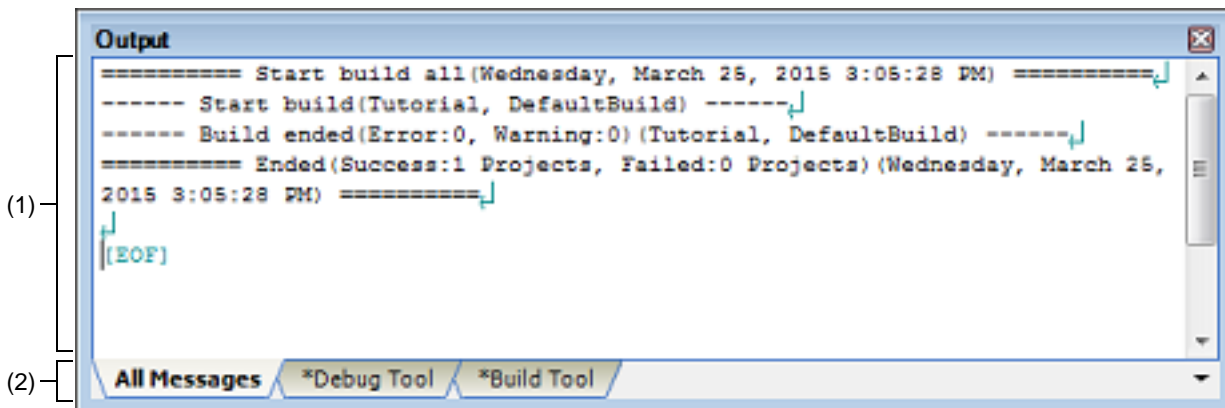 Output
========== Start build all(Wednesday, March 25, 2015 3:05:28 PM) ==========
------ Start build(Tutorial, DefaultBuild) ------
------ Build ended(Error:0, Warning:0)(Tutorial, DefaultBuild) ------
========== Ended(Success:1 Projects, Failed:0 Projects)(Wednesday, March 25,
2015 3:05:28 PM) ==========
[EOF]
(1)
(2)
All Messages
*Debug Tool
*Build Tool